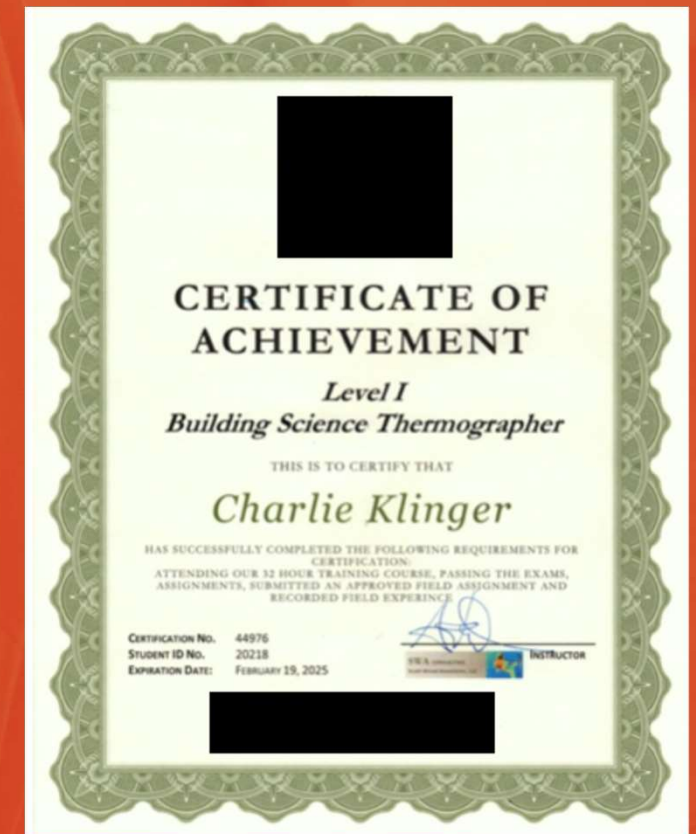 CERTIFICATE OF
ACHIEVEMENT
Level I
Building Science Thermographer
THIS IS TO CERTIFY THAT
Charlie Klinger
HAS SUCCESSFULLY COMPLETED THE FOLLOWING REQUIREMENTS FOR
CERTIFICATION:
ATTENDING OUR 32 HOUR TRAINING COURSE, PASSING THE EXAMS,
ASSIGNMENTS, SUBMITTED AN APPROVED FIELD ASSIGNMENT AND
RECORDED FIELD EXPERINCE
CERTIFICATION NO. 44976
STUDENT ID NO. 20218
EXPIRATION DATE: FEBRUARY 19, 2025
INSTRUCTOR
SWA